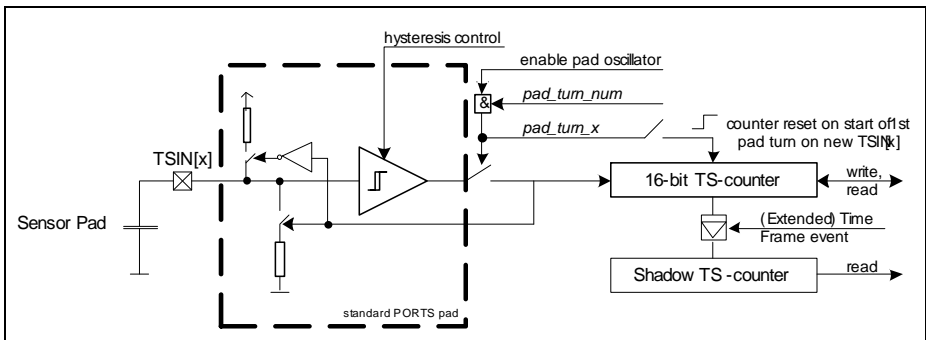 hysteresis control
enable pad oscillator
&
pad_turn_num
pad_turn_x
counter reset on start of1st
pad turn on new TSIN[x]
TSIN[x]
16-bit TS-counter
write,
read
Sensor Pad
(Extended) Time
Frame event
Shadow TS -counter
read
standard PORTS pad